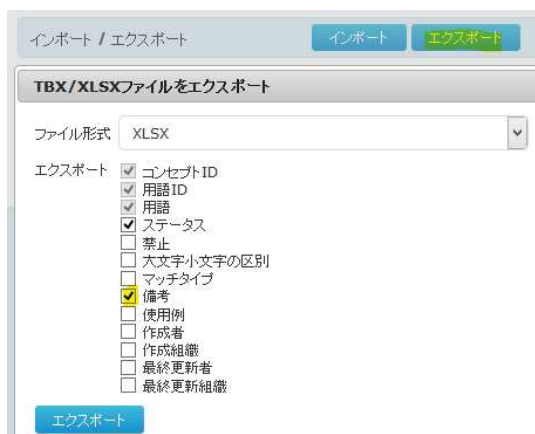 インポート / エクスポート
インポート
エクスポート
TBX/XLSXファイルをエクスポート
ファイル形式 XLSX
エクスポート
コンセプトID
用語ID
用語
ステータス
禁止
大文字小文字の区別
マッチタイプ
備考
使用例
作成者
作成組織
最終更新者
最終更新組織
エクスポート